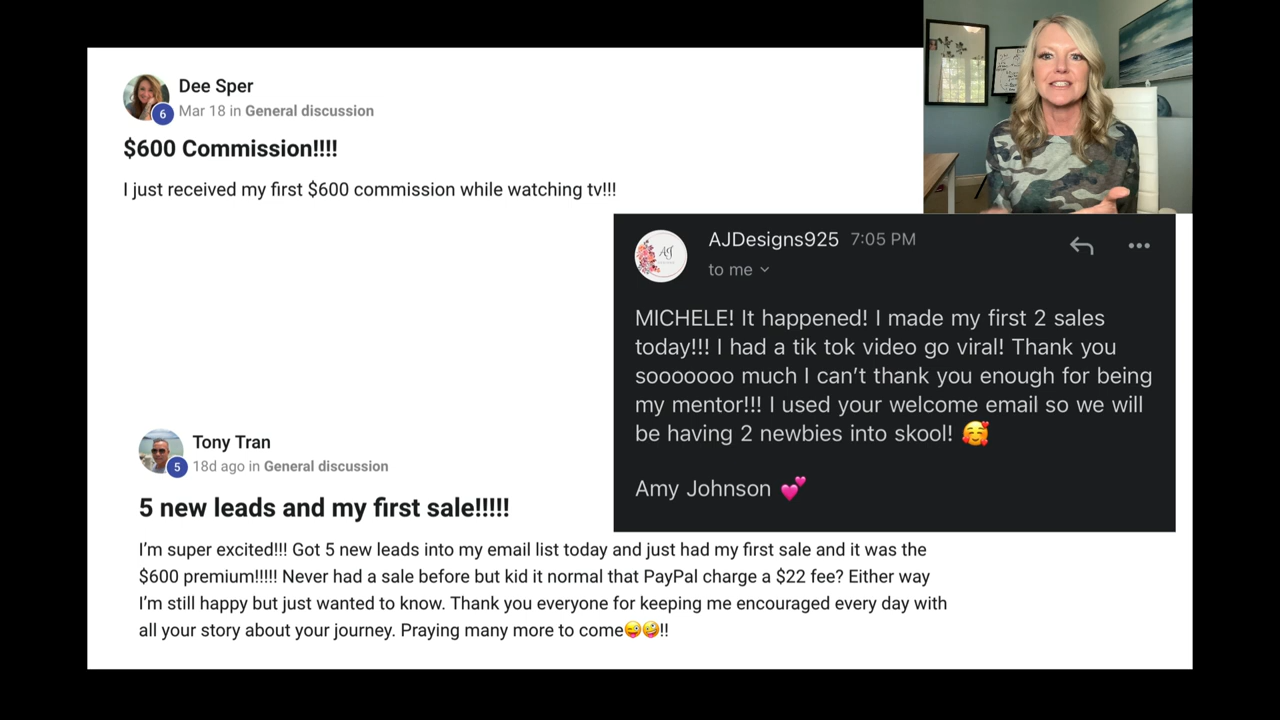 Dee Sper
6
Mar 18 in General discussion
$600 Commission!!!!
I just received my first $600 commission while watching tv!!!
AJDesigns925 7:05 PM
AJ
to me
MICHELE! It happened! I made my first 2 sales
today!!! I had a tik tok video go viral! Thank you
sooooooo much I can’t thank you enough for being
my mentor!!! I used your welcome email so we will
be having 2 newbies into skool! 🥰
Amy Johnson 💕
Tony Tran
5
18d ago in General discussion
5 new leads and my first sale!!!!!
I’m super excited!!! Got 5 new leads into my email list today and just had my first sale and it was the
$600 premium!!!!! Never had a sale before but kid it normal that PayPal charge a $22 fee? Either way
I’m still happy but just wanted to know. Thank you everyone for keeping me encouraged every day with
all your story about your journey. Praying many more to come😜🤪!!